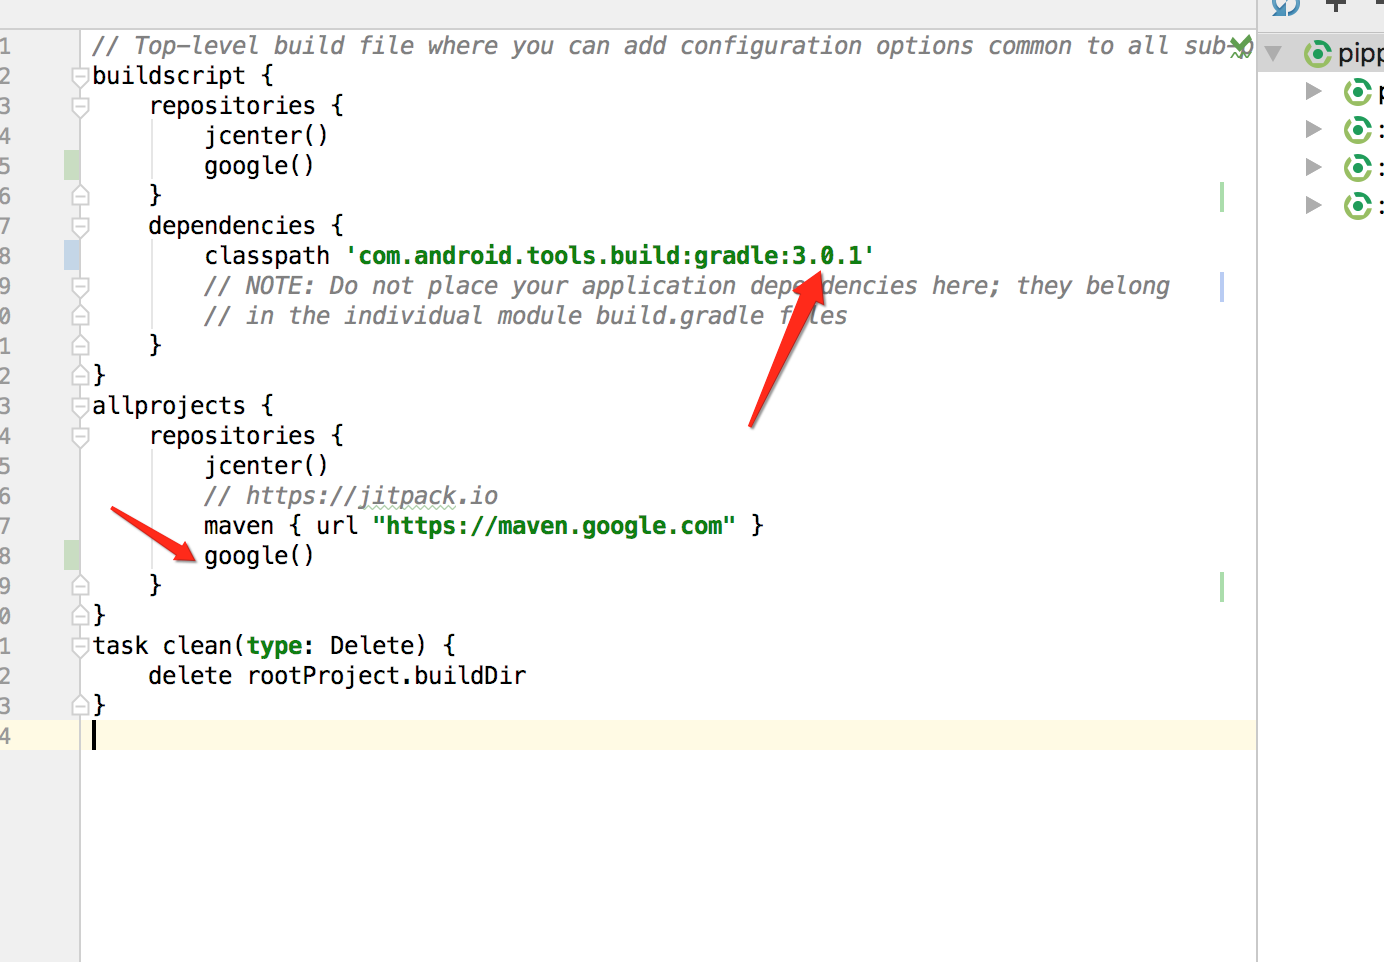 1 // Top-level build file where you can add configuration options common to all sub-p
2 buildscript {
3 repositories {
4 jcenter()
5 google()
6 }
7 dependencies {
8 classpath 'com.android.tools.build:gradle:3.0.1'
9 // NOTE: Do not place your application dependencies here; they belong
0 // in the individual module build.gradle files
1 }
2 }
3 allprojects {
4 repositories {
5 jcenter()
6 // https://jitpack.io
7 maven { url "https://maven.google.com" }
8 google()
9 }
0 }
1 task clean(type: Delete) {
2 delete rootProject.buildDir
3 }
4
pipp
p
:
:
: